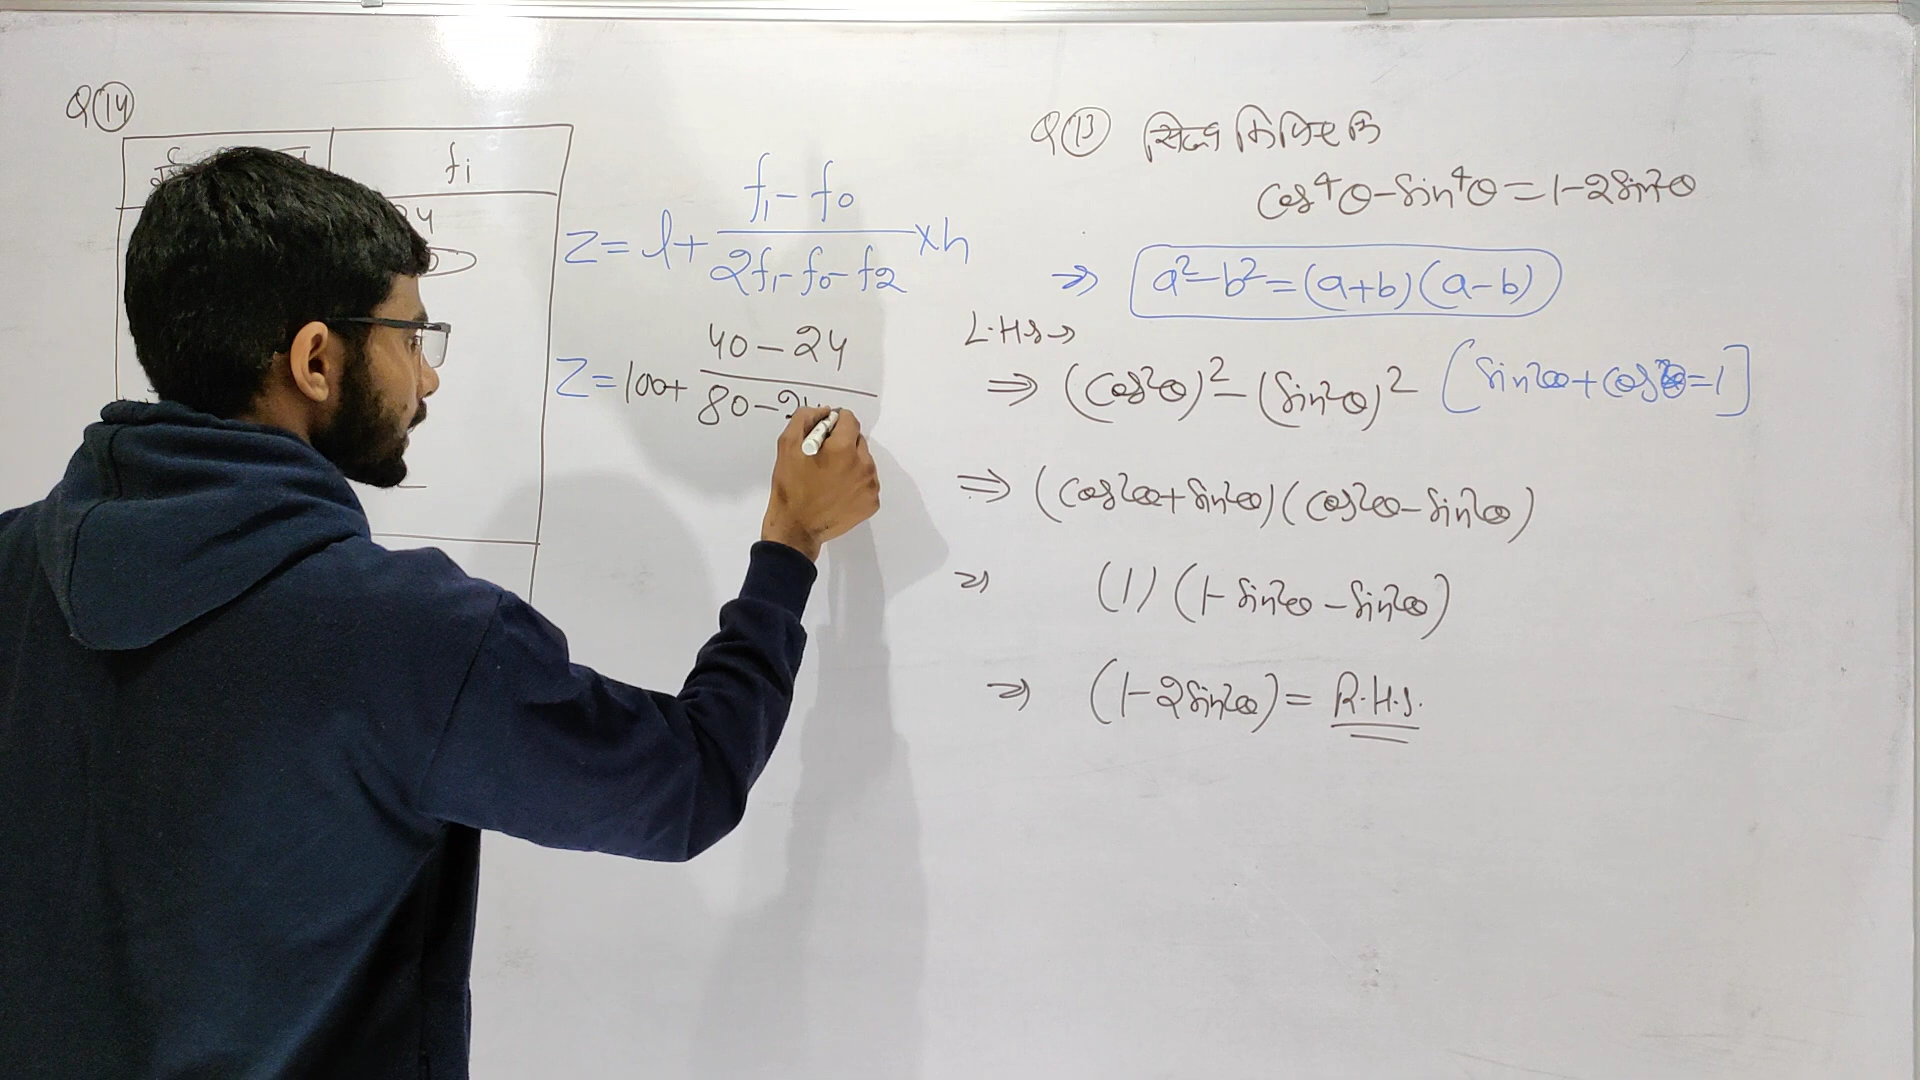 Q 14
fi
24
Z = l + f1 - f0 / 2f1 - f0 - f2 × h
Z = 100 + 40 - 24 / 80 - 24
Q 13 सिद्ध कीजिए कि
cos⁴θ - sin⁴θ = 1 - 2sin²θ
⇒ a² - b² = (a+b)(a-b)
L.H.S →
⇒ (cos²θ)² - (sin²θ)² [sin²θ + cos²θ = 1]
⇒ (cos²θ + sin²θ)(cos²θ - sin²θ)
⇒ (1) (1 - sin²θ - sin²θ)
⇒ (1 - 2sin²θ) = R.H.S.